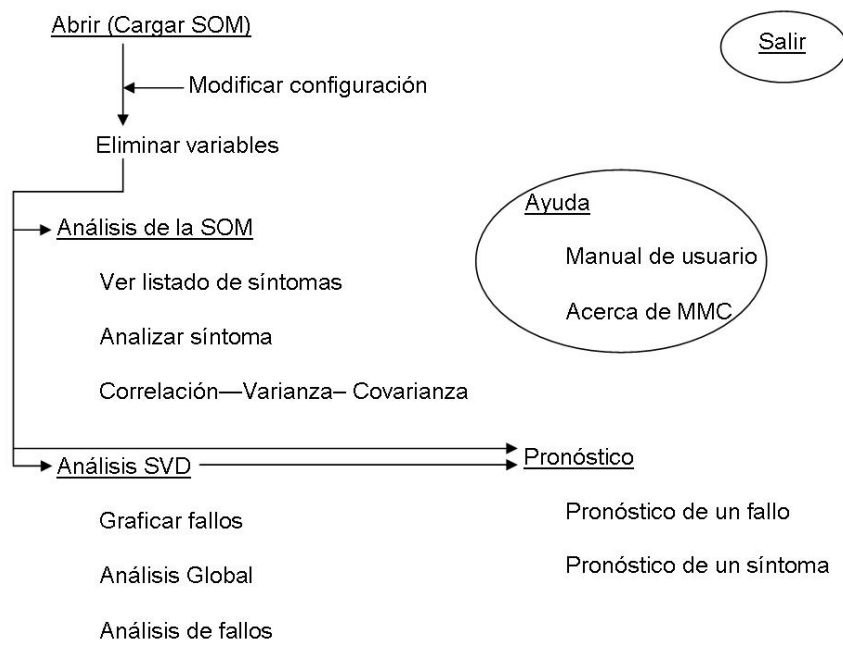 Abrir (Cargar SOM)
Salir
Modificar configuración
Eliminar variables
Análisis de la SOM
Ver listado de síntomas
Analizar síntoma
Correlación—Varianza– Covarianza
Ayuda
Manual de usuario
Acerca de MMC
Análisis SVD
Graficar fallos
Análisis Global
Análisis de fallos
Pronóstico
Pronóstico de un fallo
Pronóstico de un síntoma